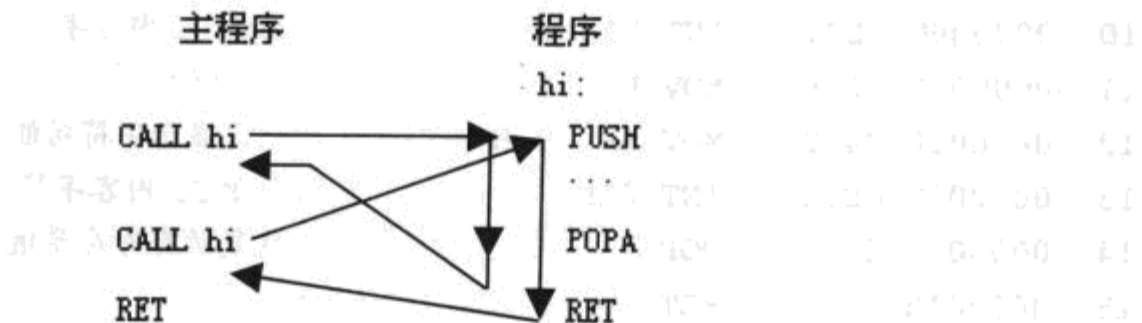 主程序 程序
hi:
CALL hi PUSH
...
CALL hi POPA
RET RET